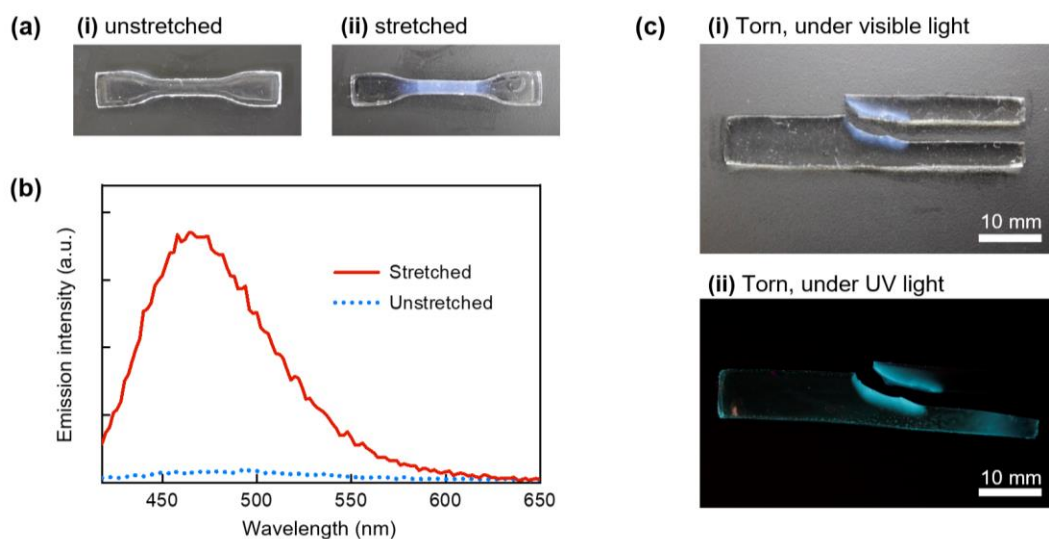 (a)
(i) unstretched
(ii) stretched
(b)
Emission intensity (a.u.)
Stretched
Unstretched
450
500
550
600
650
Wavelength (nm)
(c)
(i) Torn, under visible light
10 mm
(ii) Torn, under UV light
10 mm